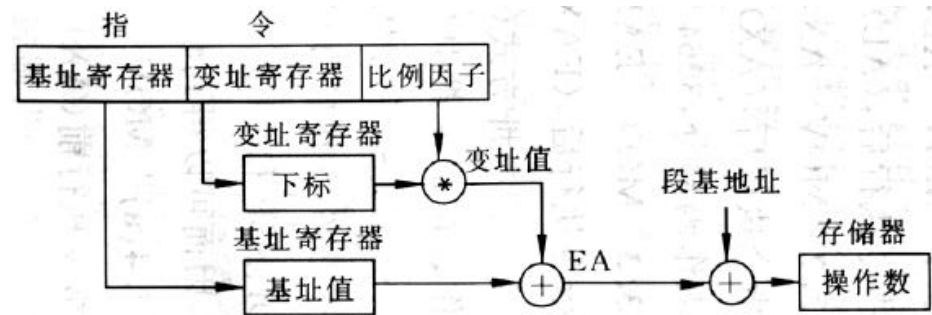 指 令
基址寄存器 变址寄存器 比例因子
变址寄存器
下标 * 变址值
段基地址
基址寄存器
存储器
基址值 + EA + 操作数